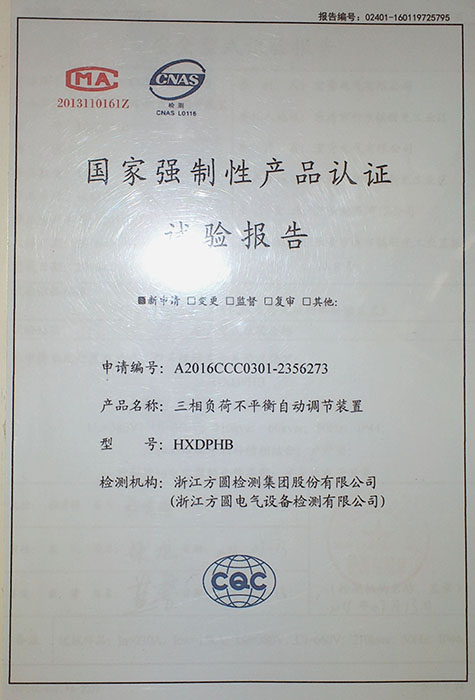 报告编号：02401-160119725795
CMA
2013110161Z
CNAS
检 测
CNAS L0116
国家强制性产品认证
试验报告
■新申请 □变更 □监督 □复审 □其他:
申请编号：A2016CCC0301-2356273
产品名称：三相负荷不平衡自动调节装置
型 号：HXDPHB
检测机构：浙江方圆检测集团股份有限公司
(浙江方圆电气设备检测有限公司)
CQC